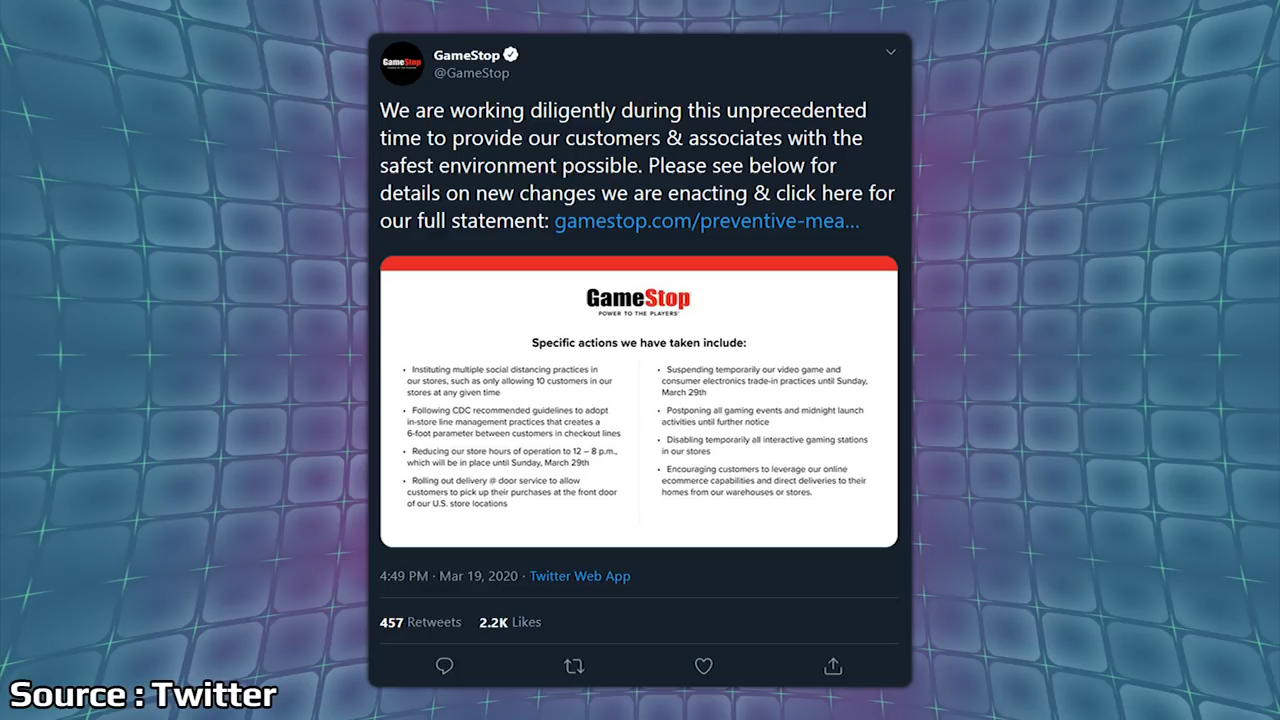 GameStop
@GameStop
GameStop
We are working diligently during this unprecedented
time to provide our customers & associates with the
safest environment possible. Please see below for
details on new changes we are enacting & click here for
our full statement: gamestop.com/preventive-mea...
GameStop
POWER TO THE PLAYERS'
Specific actions we have taken include:
• Instituting multiple social distancing practices in
our stores, such as only allowing 10 customers in our
stores at any given time
• Following CDC recommended guidelines to adopt
in-store line management practices that creates a
6-foot parameter between customers in checkout lines
• Reducing our store hours of operation to 12 – 8 p.m.,
which will be in place until Sunday, March 29th
• Rolling out delivery @ door service to allow
customers to pick up their purchases at the front door
of our U.S. store locations
• Suspending temporarily our video game and
consumer electronics trade-in practices until Sunday,
March 29th
• Postponing all gaming events and midnight launch
activities until further notice
• Disabling temporarily all interactive gaming stations
in our stores
• Encouraging customers to leverage our online
ecommerce capabilities and direct deliveries to their
homes from our warehouses or stores.
4:49 PM · Mar 19, 2020 · Twitter Web App
457 Retweets 2.2K Likes
Source : Twitter